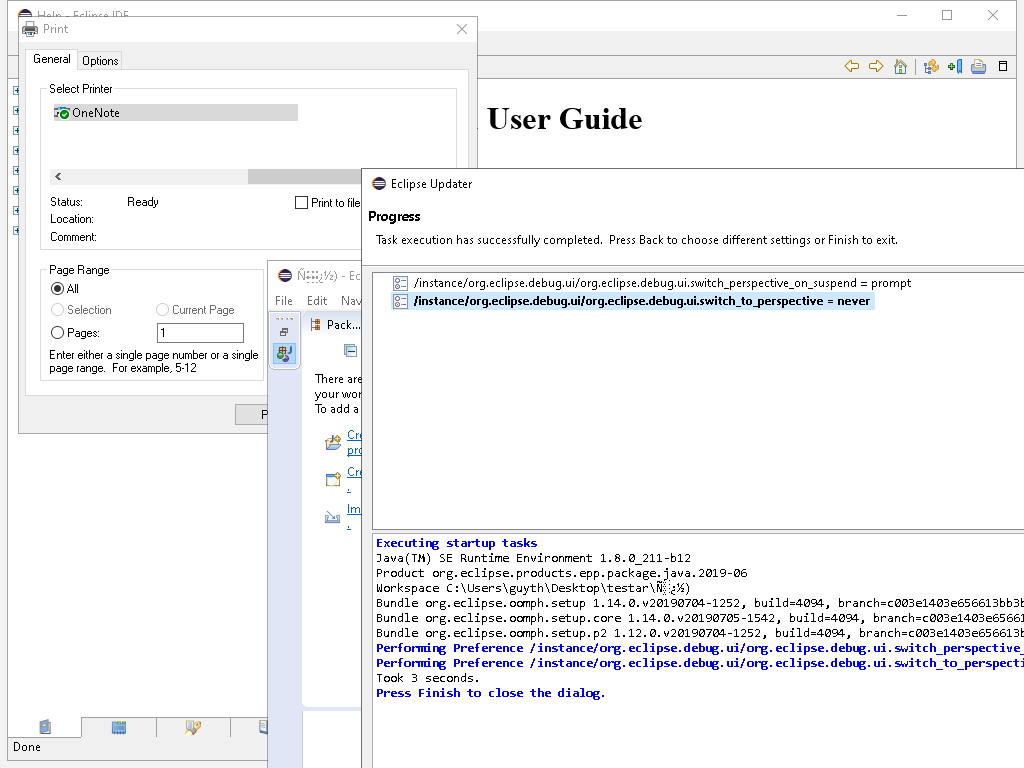 Help - Eclipse IDE
Print
General
Options
Select Printer
OneNote
Status:
Ready
Print to file
Location:
Comment:
Page Range
All
Selection
Current Page
Pages:
1
Enter either a single page number or a single
page range. For example, 5-12
User Guide
Eclipse Updater
Progress
Task execution has successfully completed. Press Back to choose different settings or Finish to exit.
/instance/org.eclipse.debug.ui/org.eclipse.debug.ui.switch_perspective_on_suspend = prompt
/instance/org.eclipse.debug.ui/org.eclipse.debug.ui.switch_to_perspective = never
File
Edit
Nav
Pack...
There are
your wor
To add a
Cre
pro
Cre
.
Im
.
Executing startup tasks
Java(TM) SE Runtime Environment 1.8.0_211-b12
Product org.eclipse.products.epp.package.java.2019-06
Workspace C:\Users\guyth\Desktop\testar\
Bundle org.eclipse.oomph.setup 1.14.0.v20190704-1252, build=4094, branch=c003e1403e656613bb3b
Bundle org.eclipse.oomph.setup.core 1.14.0.v20190705-1542, build=4094, branch=c003e1403e65661
Bundle org.eclipse.oomph.setup.p2 1.12.0.v20190704-1252, build=4094, branch=c003e1403e656613b
Performing Preference /instance/org.eclipse.debug.ui/org.eclipse.debug.ui.switch_perspective_
Performing Preference /instance/org.eclipse.debug.ui/org.eclipse.debug.ui.switch_to_perspecti
Took 3 seconds.
Press Finish to close the dialog.
Done